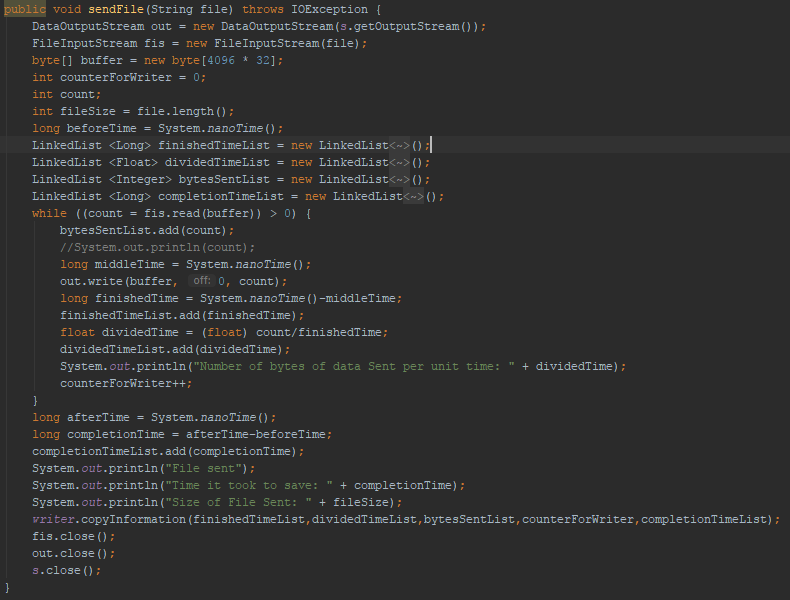 public void sendFile(String file) throws IOException {
DataOutputStream out = new DataOutputStream(s.getOutputStream());
FileInputStream fis = new FileInputStream(file);
byte[] buffer = new byte[4096 * 32];
int counterForWriter = 0;
int count;
int fileSize = file.length();
long beforeTime = System.nanoTime();
LinkedList <Long> finishedTimeList = new LinkedList<~>();
LinkedList <Float> dividedTimeList = new LinkedList<~>();
LinkedList <Integer> bytesSentList = new LinkedList<~>();
LinkedList <Long> completionTimeList = new LinkedList<~>();
while ((count = fis.read(buffer)) > 0) {
bytesSentList.add(count);
//System.out.println(count);
long middleTime = System.nanoTime();
out.write(buffer, off: 0, count);
long finishedTime = System.nanoTime()-middleTime;
finishedTimeList.add(finishedTime);
float dividedTime = (float) count/finishedTime;
dividedTimeList.add(dividedTime);
System.out.println("Number of bytes of data Sent per unit time: " + dividedTime);
counterForWriter++;
}
long afterTime = System.nanoTime();
long completionTime = afterTime-beforeTime;
completionTimeList.add(completionTime);
System.out.println("File sent");
System.out.println("Time it took to save: " + completionTime);
System.out.println("Size of File Sent: " + fileSize);
writer.copyInformation(finishedTimeList,dividedTimeList,bytesSentList,counterForWriter,completionTimeList);
fis.close();
out.close();
s.close();
}